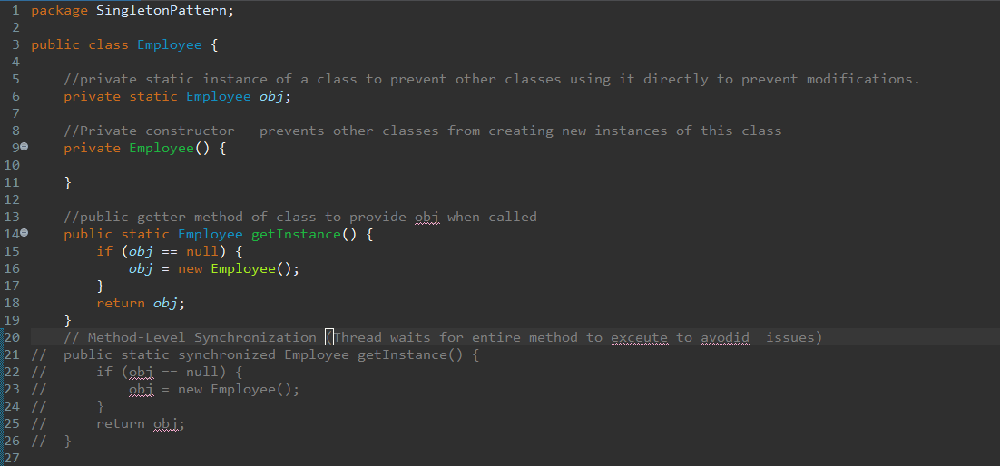 1 package SingletonPattern;
2
3 public class Employee {
4
5 //private static instance of a class to prevent other classes using it directly to prevent modifications.
6 private static Employee obj;
7
8 //Private constructor - prevents other classes from creating new instances of this class
9 private Employee() {
10
11 }
12
13 //public getter method of class to provide obj when called
14 public static Employee getInstance() {
15 if (obj == null) {
16 obj = new Employee();
17 }
18 return obj;
19 }
20 // Method-Level Synchronization (Thread waits for entire method to exceute to avodid  issues)
21 // public static synchronized Employee getInstance() {
22 // if (obj == null) {
23 // obj = new Employee();
24 // }
25 // return obj;
26 // }
27